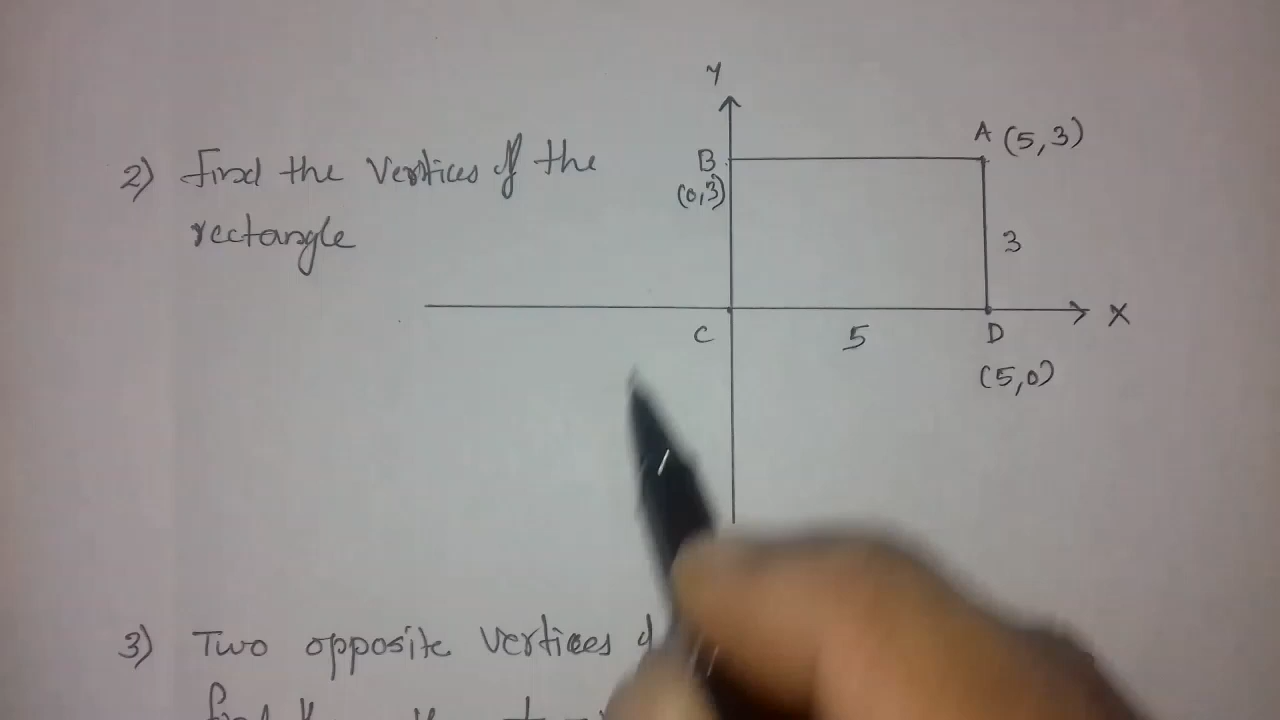 2) Find the Vertices of the
rectangle
Y
B
(0,3)
A (5,3)
3
X
C
5
D
(5,0)
3) Two opposite vertices
find